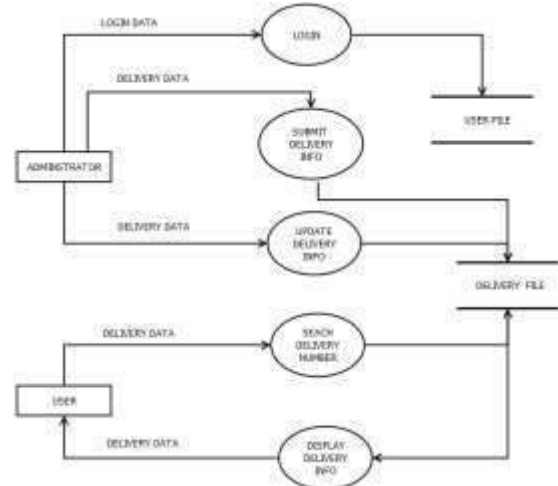 LOGIN DATA
LOGIN
DELIVERY DATA
USER FILE
SUBMIT
DELIVERY
INFO
ADMINISTRATOR
DELIVERY DATA
UPDATE
DELIVERY
INFO
DELIVERY FILE
DELIVERY DATA
SEACH
DELIVERY
NUMBER
USER
DELIVERY DATA
DISPLAY
DELIVERY
INFO